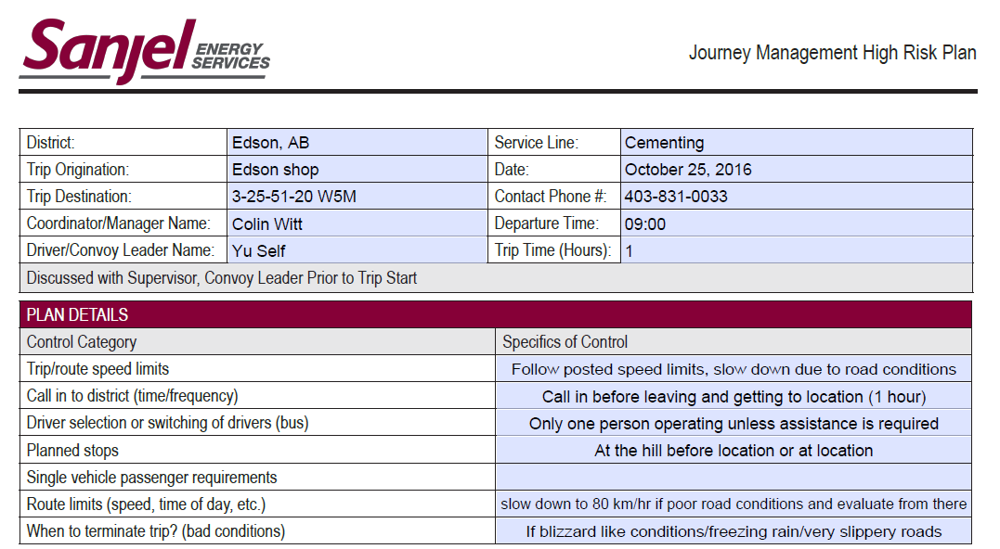 Sanjel ENERGY SERVICES
Journey Management High Risk Plan
District: Edson, AB Service Line: Cementing
Trip Origination: Edson shop Date: October 25, 2016
Trip Destination: 3-25-51-20 W5M Contact Phone #: 403-831-0033
Coordinator/Manager Name: Colin Witt Departure Time: 09:00
Driver/Convoy Leader Name: Yu Self Trip Time (Hours): 1
Discussed with Supervisor, Convoy Leader Prior to Trip Start
PLAN DETAILS
Control Category Specifics of Control
Trip/route speed limits Follow posted speed limits, slow down due to road conditions
Call in to district (time/frequency) Call in before leaving and getting to location (1 hour)
Driver selection or switching of drivers (bus) Only one person operating unless assistance is required
Planned stops At the hill before location or at location
Single vehicle passenger requirements
Route limits (speed, time of day, etc.) slow down to 80 km/hr if poor road conditions and evaluate from there
When to terminate trip? (bad conditions) If blizzard like conditions/freezing rain/very slippery roads